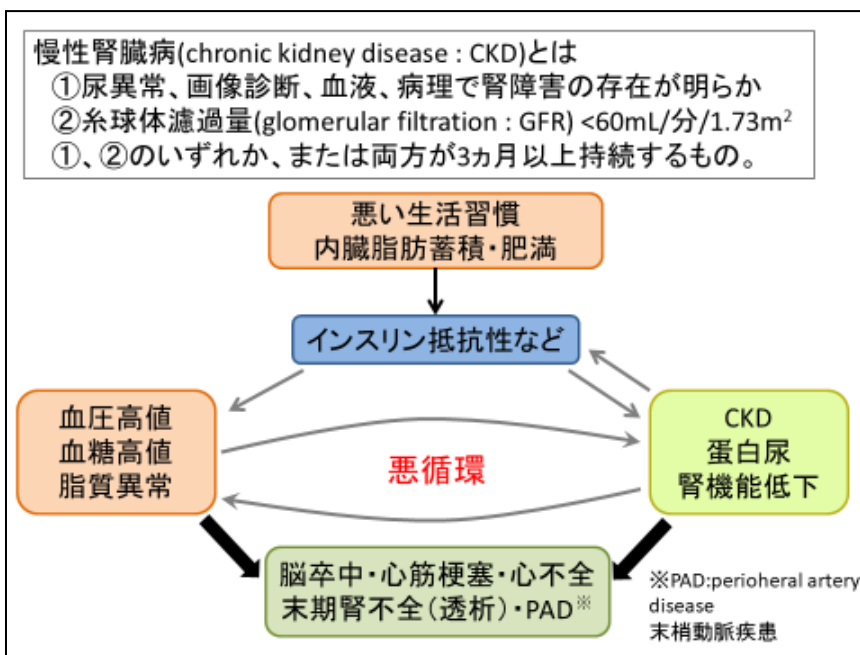 慢性腎臓病(chronic kidney disease : CKD)とは
①尿異常、画像診断、血液、病理で腎障害の存在が明らか
②糸球体濾過量(glomerular filtration : GFR) <60mL/分/1.73m²
①、②のいずれか、または両方が3ヵ月以上持続するもの。
悪い生活習慣
内臓脂肪蓄積・肥満
インスリン抵抗性など
血圧高値
血糖高値
脂質異常
悪循環
CKD
蛋白尿
腎機能低下
脳卒中・心筋梗塞・心不全
末期腎不全(透析)・PAD※
※PAD:perioheral artery
disease
末梢動脈疾患